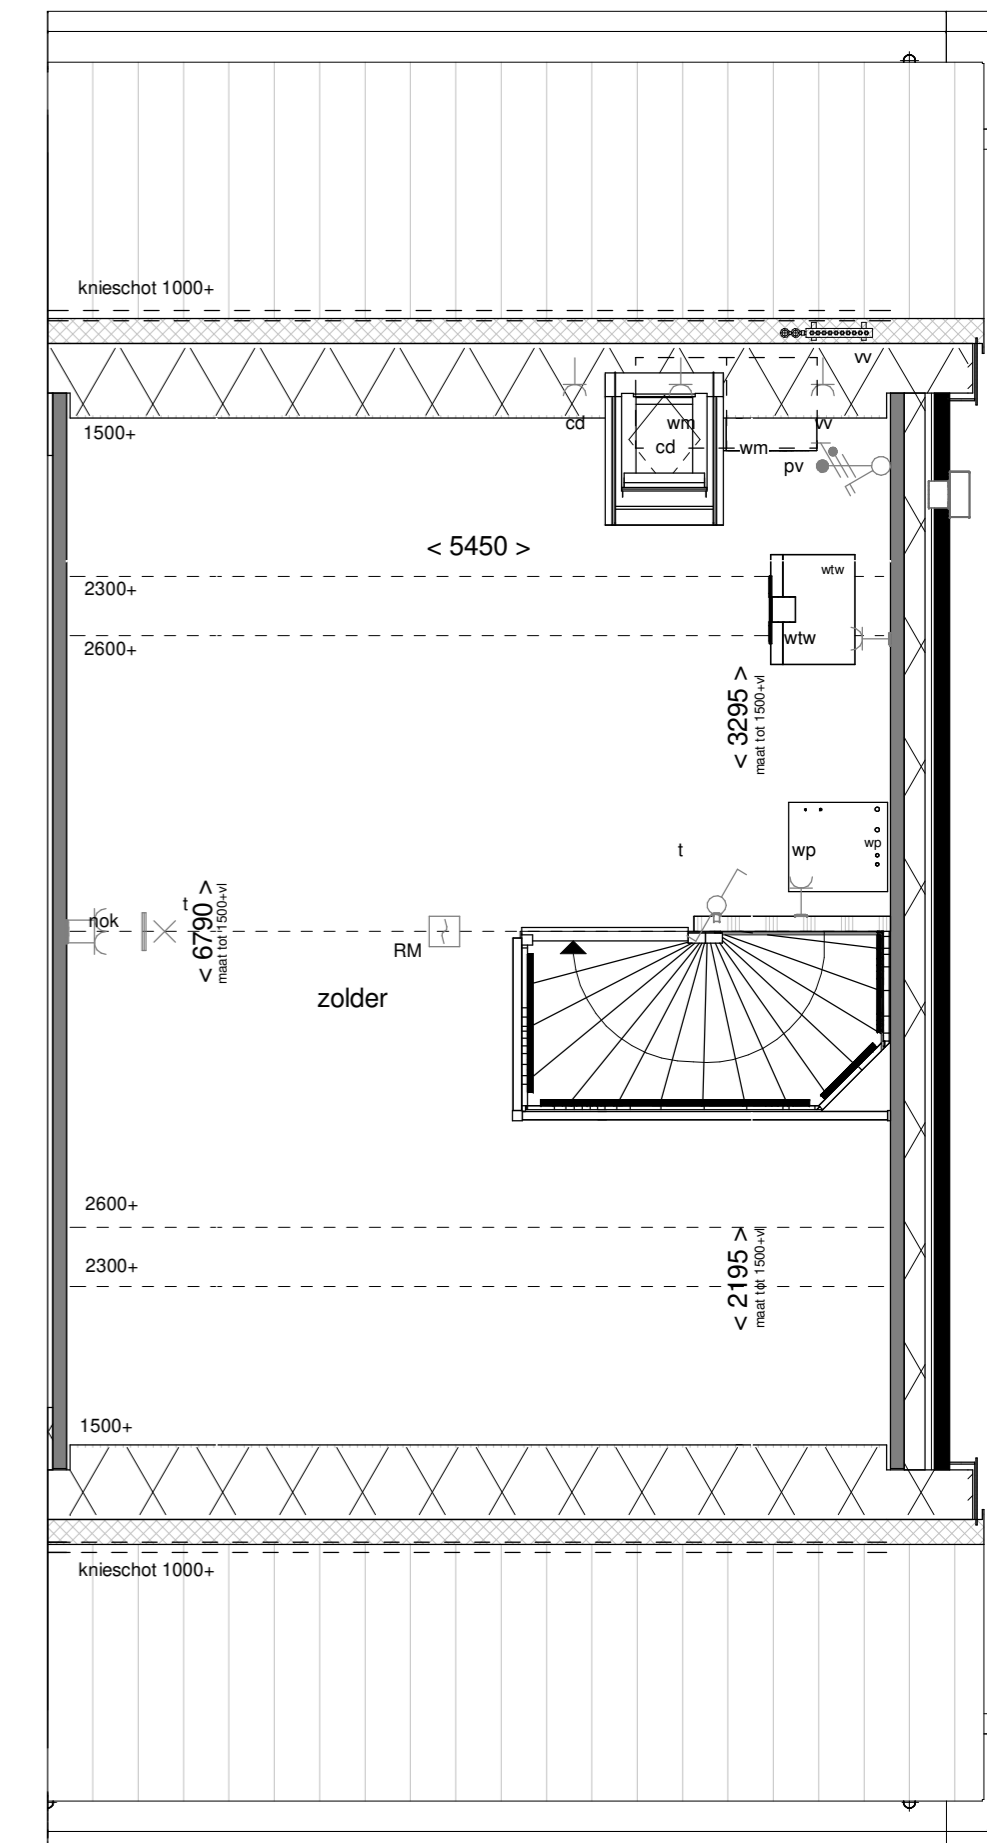 knieschot 1000+
vv
1500+
cd
wm
vv
cd
wm
pv
< 5450 >
2300+
wtw
2600+
wtw
< 3295 >
maat tot 1500+vl
t
wp
wp
nok
t
< 6790 >
maat tot 1500+vl
RM
zolder
2600+
2300+
< 2195 >
maat tot 1500+vl
1500+
knieschot 1000+